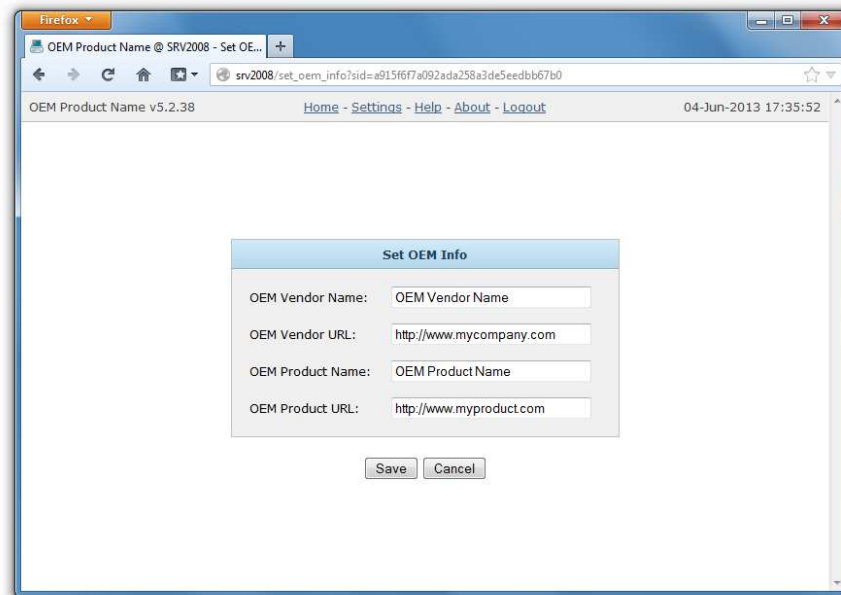 Firefox
OEM Product Name @ SRV2008 - Set OE...
srv2008/set_oem_info?sid=a915f6f7a092ada258a3de5eedbb67b0
OEM Product Name v5.2.38 Home - Settings - Help - About - Logout 04-Jun-2013 17:35:52
Set OEM Info
OEM Vendor Name: OEM Vendor Name
OEM Vendor URL: http://www.mycompany.com
OEM Product Name: OEM Product Name
OEM Product URL: http://www.myproduct.com
Save Cancel